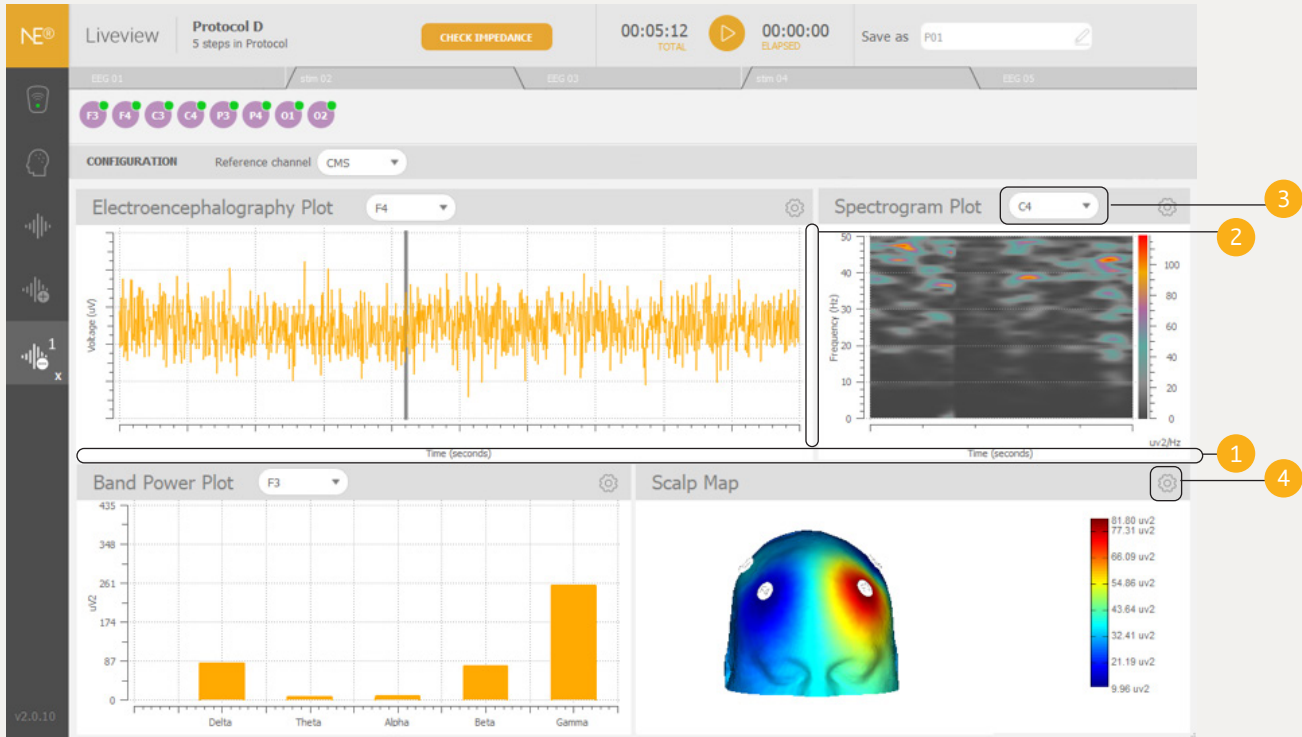 NE®
Liveview
Protocol D
5 steps in Protocol
CHECK IMPEDANCE
00:05:12
TOTAL
00:00:00
ELAPSED
Save as
P01
EEG 01
stim 02
EEG 03
stim 04
EEG 05
F3 F4 C3 C4 P3 P4 O1 O2
CONFIGURATION
Reference channel
CMS
1
x
v2.0.10
Electroencephalography Plot
F4
Voltage (uV)
Time (seconds)
Spectrogram Plot
C4
50
40
30
20
10
0
Frequency (Hz)
Time (seconds)
100
80
60
40
20
0
uv2/Hz
3
2
1
4
Band Power Plot
F3
435
348
261
174
87
0
uV2
Delta Theta Alpha Beta Gamma
Scalp Map
81.80 uv2
77.31 uv2
66.09 uv2
54.86 uv2
43.64 uv2
32.41 uv2
21.19 uv2
9.96 uv2